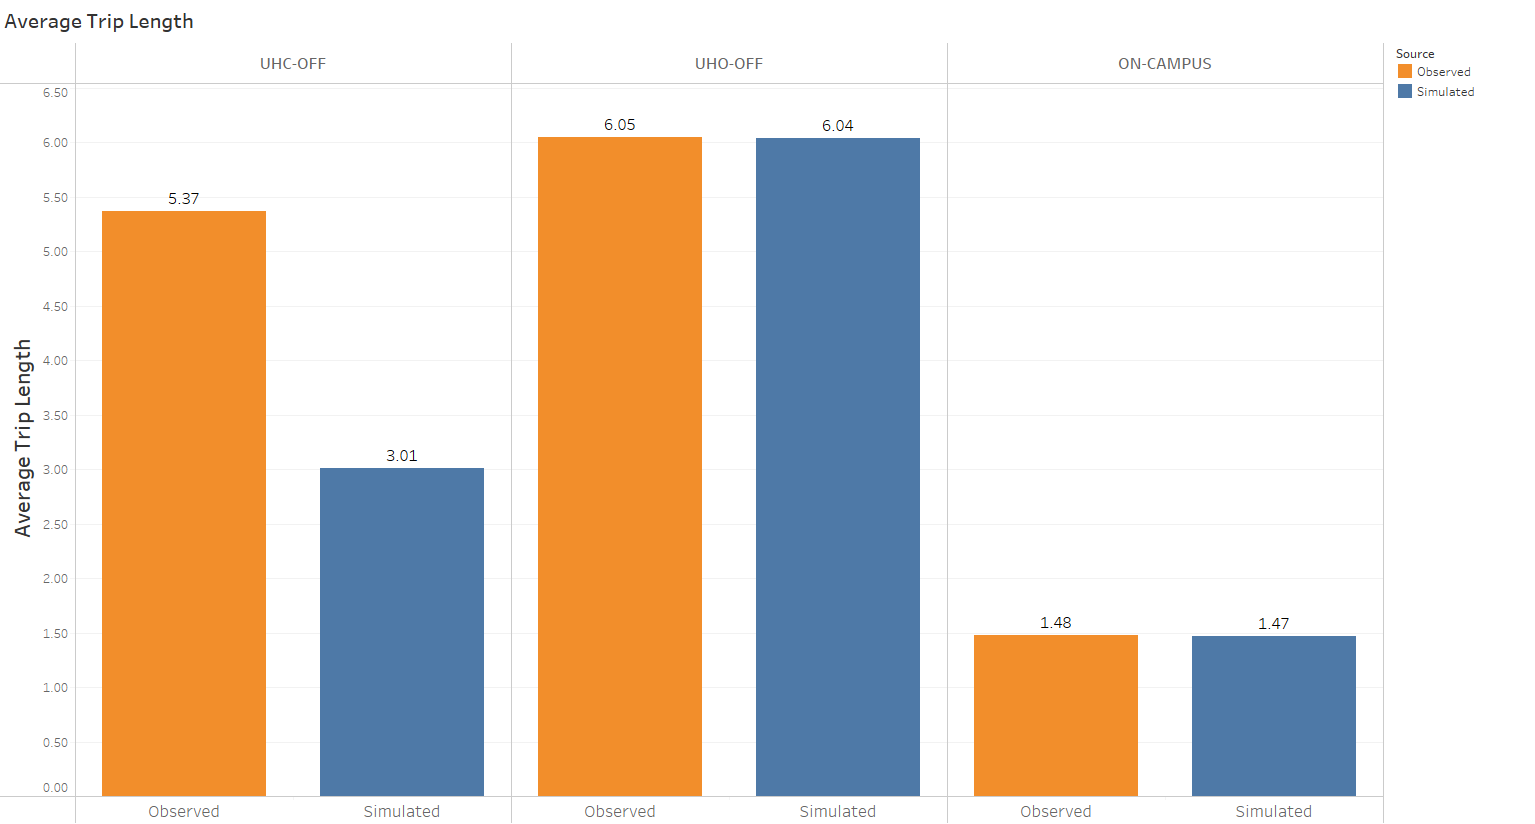 Average Trip Length
UHC-OFF
UHO-OFF
ON-CAMPUS
Source
Observed
Simulated
Average Trip Length
6.50
6.00
5.50
5.00
4.50
4.00
3.50
3.00
2.50
2.00
1.50
1.00
0.50
0.00
5.37
3.01
6.05
6.04
1.48
1.47
Observed
Simulated
Observed
Simulated
Observed
Simulated